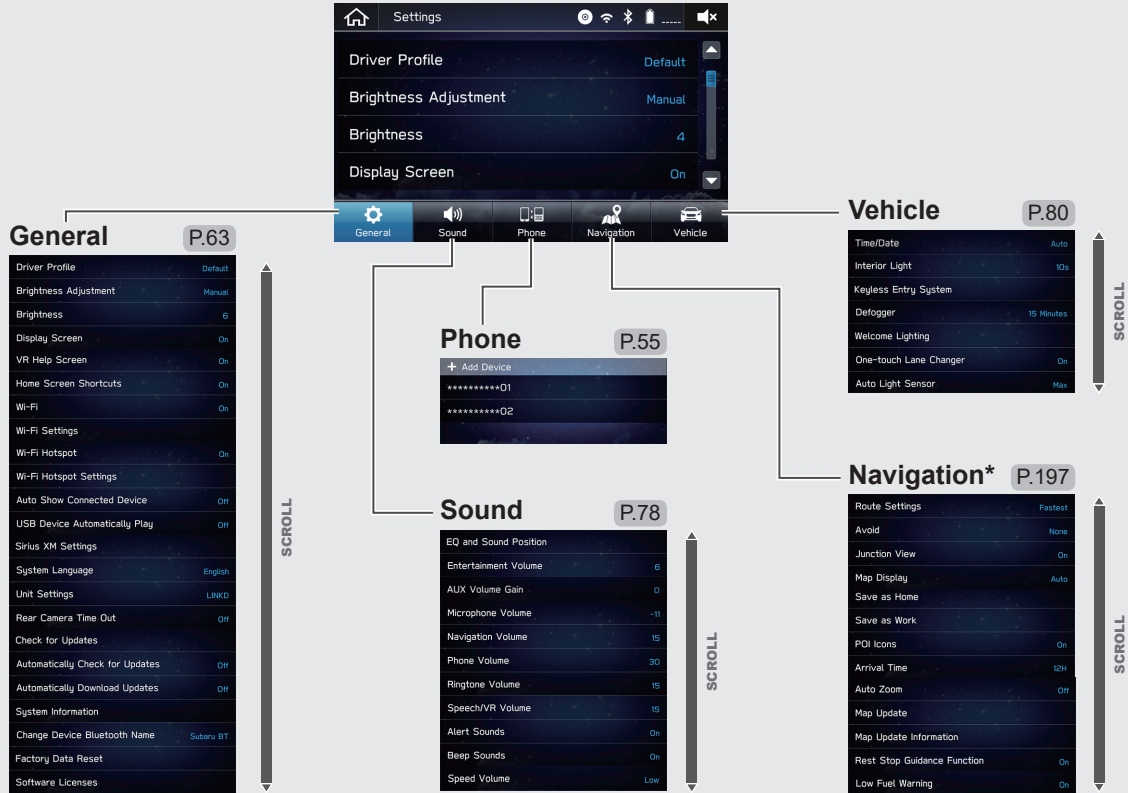 Settings -----
Driver Profile Default
Brightness Adjustment Manual
Brightness 4
Display Screen On
General Sound Phone Navigation Vehicle
General P.63
Driver Profile Default
Brightness Adjustment Manual
Brightness 6
Display Screen On
VR Help Screen On
Home Screen Shortcuts On
Wi-Fi On
Wi-Fi Settings
Wi-Fi Hotspot On
Wi-Fi Hotspot Settings
Auto Show Connected Device Off
USB Device Automatically Play Off
Sirius XM Settings
System Language English
Unit Settings LINKD
Rear Camera Time Out Off
Check for Updates
Automatically Check for Updates Off
Automatically Download Updates Off
System Information
Change Device Bluetooth Name Subaru BT
Factory Data Reset
Software Licenses
SCROLL
Phone P.55
+ Add Device
**********01
**********02
Sound P.78
EQ and Sound Position
Entertainment Volume 6
AUX Volume Gain 0
Microphone Volume -11
Navigation Volume 15
Phone Volume 30
Ringtone Volume 15
Speech/VR Volume 15
Alert Sounds On
Beep Sounds On
Speed Volume Low
SCROLL
Vehicle P.80
Time/Date Auto
Interior Light 10s
Keyless Entry System
Defogger 15 Minutes
Welcome Lighting
One-touch Lane Changer On
Auto Light Sensor Max
SCROLL
Navigation* P.197
Route Settings Fastest
Avoid None
Junction View On
Map Display Auto
Save as Home
Save as Work
POI Icons On
Arrival Time 12H
Auto Zoom Off
Map Update
Map Update Information
Rest Stop Guidance Function On
Low Fuel Warning On
SCROLL